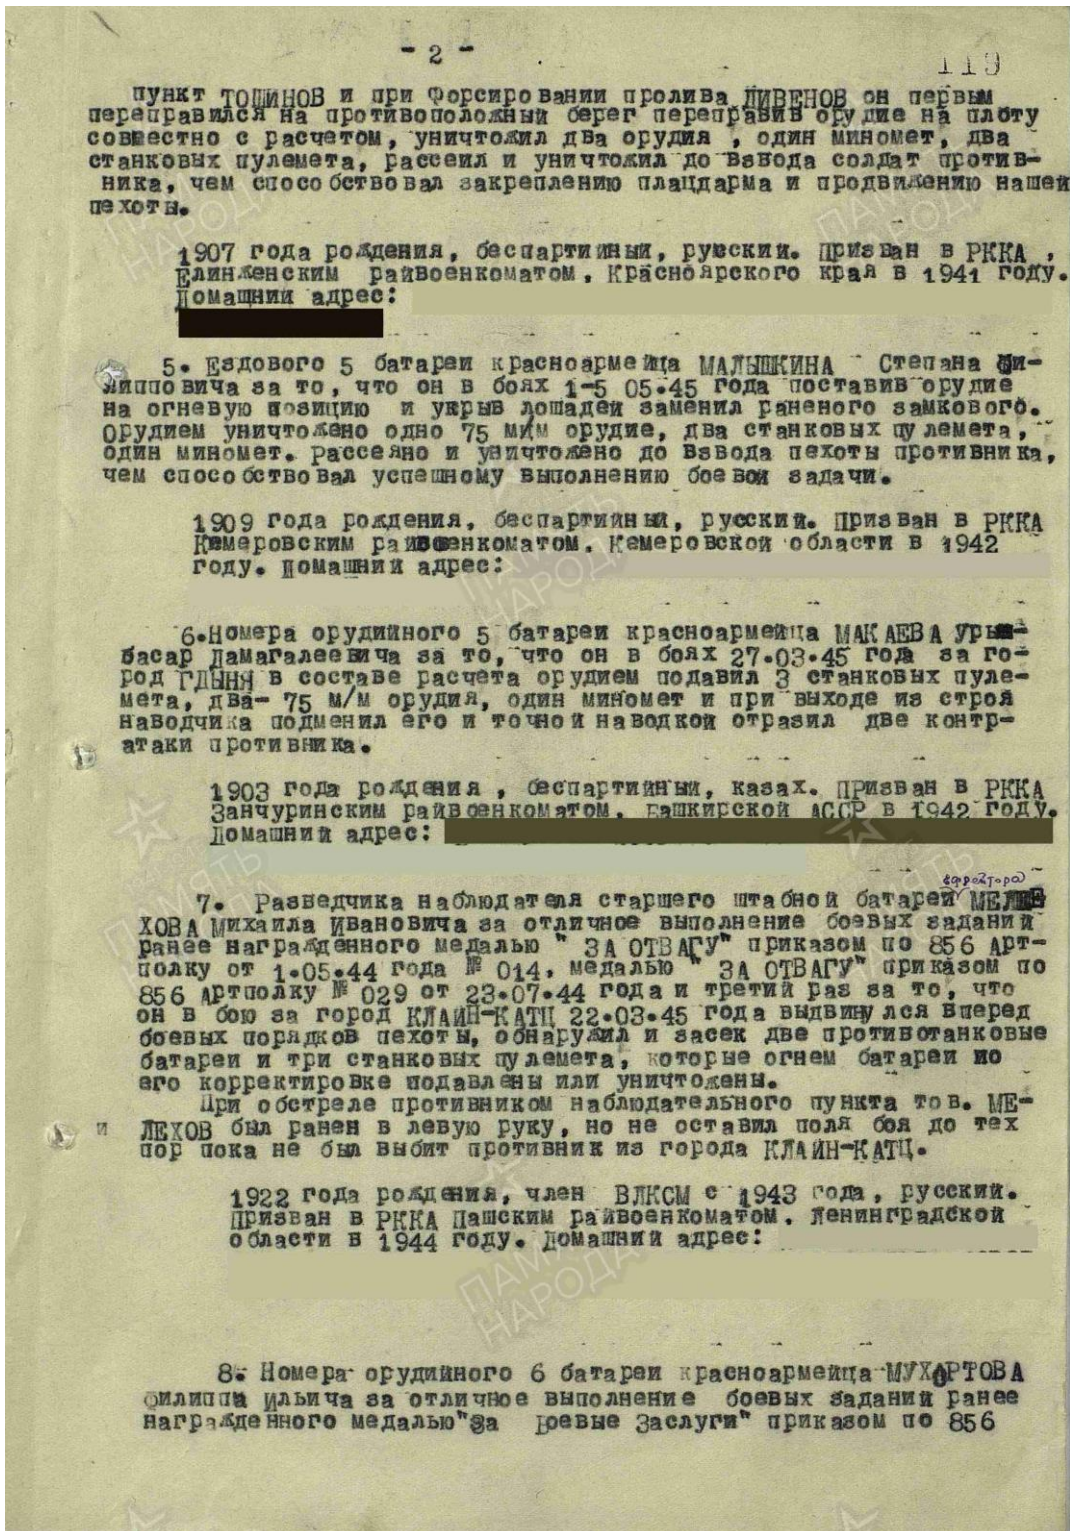 - 2 -
119
пункт ТОШИНОВ и при форсировании пролива ДИВЕНОВ он первым
переправился на противоположный берег переправив орудие на плоту
совместно с расчетом, уничтожил два орудия , один миномет, два
станковых пулемета, рассеил и уничтожил до взвода солдат против-
ника, чем способствовал закреплению плацдарма и продвижению нашей
пехоты.
1907 года рождения, беспартийный, русский. Призван в РККА ,
Елинженским райвоенкоматом. Красноярского края в 1941 году.
Домашний адрес:
5. Ездового 5 батареи красноармейца МАЛЫШКИНА Степана Фи-
липповича за то, что он в боях 1-5 05.45 года поставив орудие
на огневую позицию и укрыв лошадей заменил раненого замкового.
Орудием уничтожено одно 75 м/м орудие, два станковых пулемета,
один миномет. Рассеяно и уничтожено до взвода пехоты противника,
чем способствовал успешному выполнению боевой задачи.
1909 года рождения, беспартийный, русский. Призван в РККА
Кемеровским райвоенкоматом. Кемеровской области в 1942
году. Домашний адрес:
6.Номера орудийного 5 батареи красноармейца МАКАЕВА Урын-
басар Дамагалеевича за то, что он в боях 27.03.45 года за го-
род ГДЫНЯ в составе расчета орудием подавил 3 станковых пуле-
мета, два- 75 м/м орудия, один миномет и при выходе из строя
наводчика подменил его и точной наводкой отразил две контр-
атаки противника.
1903 года рождения , беспартийный, казах. ПРизван в РККА
Занчуринским райвоенкоматом. Башкирской АССР в 1942 году.
Домашний адрес:
ефрейтора
7. Разведчика наблюдателя старшего штабной батареи МЕЛЕ
ХОВА Михаила Ивановича за отличное выполнение боевых заданий
ранее награжденного медалью " ЗА ОТВАГУ" приказом по 856 Арт-
полку от 1.05.44 года № 014, медалью " ЗА ОТВАГУ" приказом по
856 Артполку № 029 от 23.07.44 года и третий раз за то, что
он в бою за город КЛАЙН-КАТЦ 22.03.45 года выдвинулся вперед
боевых порядков пехоты, обнаружил и засек две противотанковые
батареи и три станковых пулемета, которые огнем батареи по
его корректировке подавлены или уничтожены.
При обстреле противником наблюдательного пункта тов. МЕ-
и ЛЕХОВ был ранен в левую руку, но не оставил поля боя до тех
пор пока не был выбит противник из города КЛАЙН-КАТЦ.
1922 года рождения, член ВЛКСМ с 1943 года, русский.
Призван в РККА Пашским райвоенкоматом. Ленинградской
области в 1944 году. Домашний адрес:
8. Номера орудийного 6 батареи красноармейца МУХОРТОВА
Филиппа Ильича за отличное выполнение боевых заданий ранее
награжденного медалью"За Боевые Заслуги" приказом по 856
ПАМЯТЬ
НАРОДА